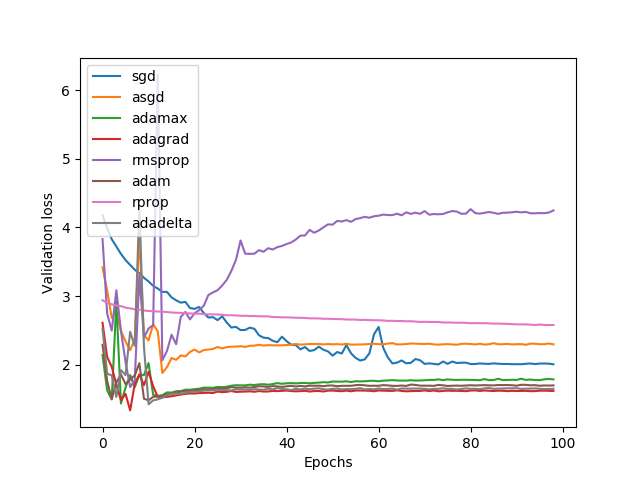 sgd
asgd
adamax
adagrad
rmsprop
adam
rprop
adadelta
Validation loss
6
5
4
3
2
0 20 40 60 80 100
Epochs